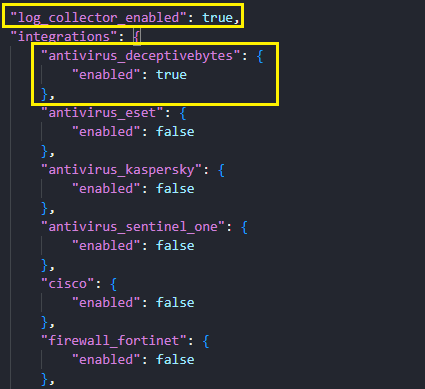 "log_collector_enabled": true,
"integrations": {
"antivirus_deceptivebytes": {
"enabled": true
},
"antivirus_eset": {
"enabled": false
},
"antivirus_kaspersky": {
"enabled": false
},
"antivirus_sentinel_one": {
"enabled": false
},
"cisco": {
"enabled": false
},
"firewall_fortinet": {
"enabled": false
},